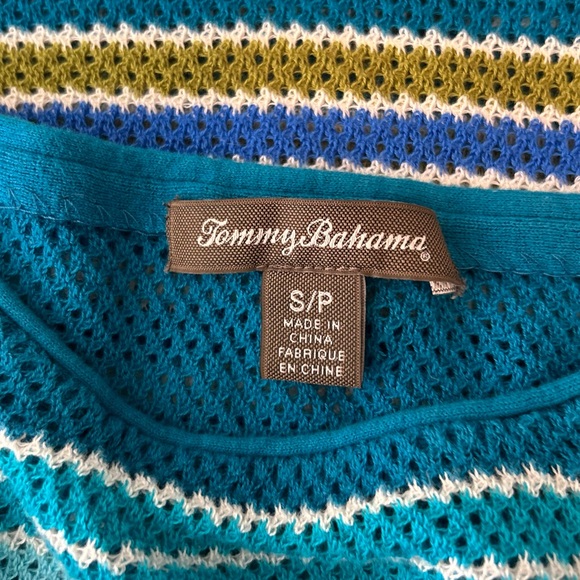 Tommy Bahama®
S/P
MADE IN
CHINA
FABRIQUE
EN CHINE